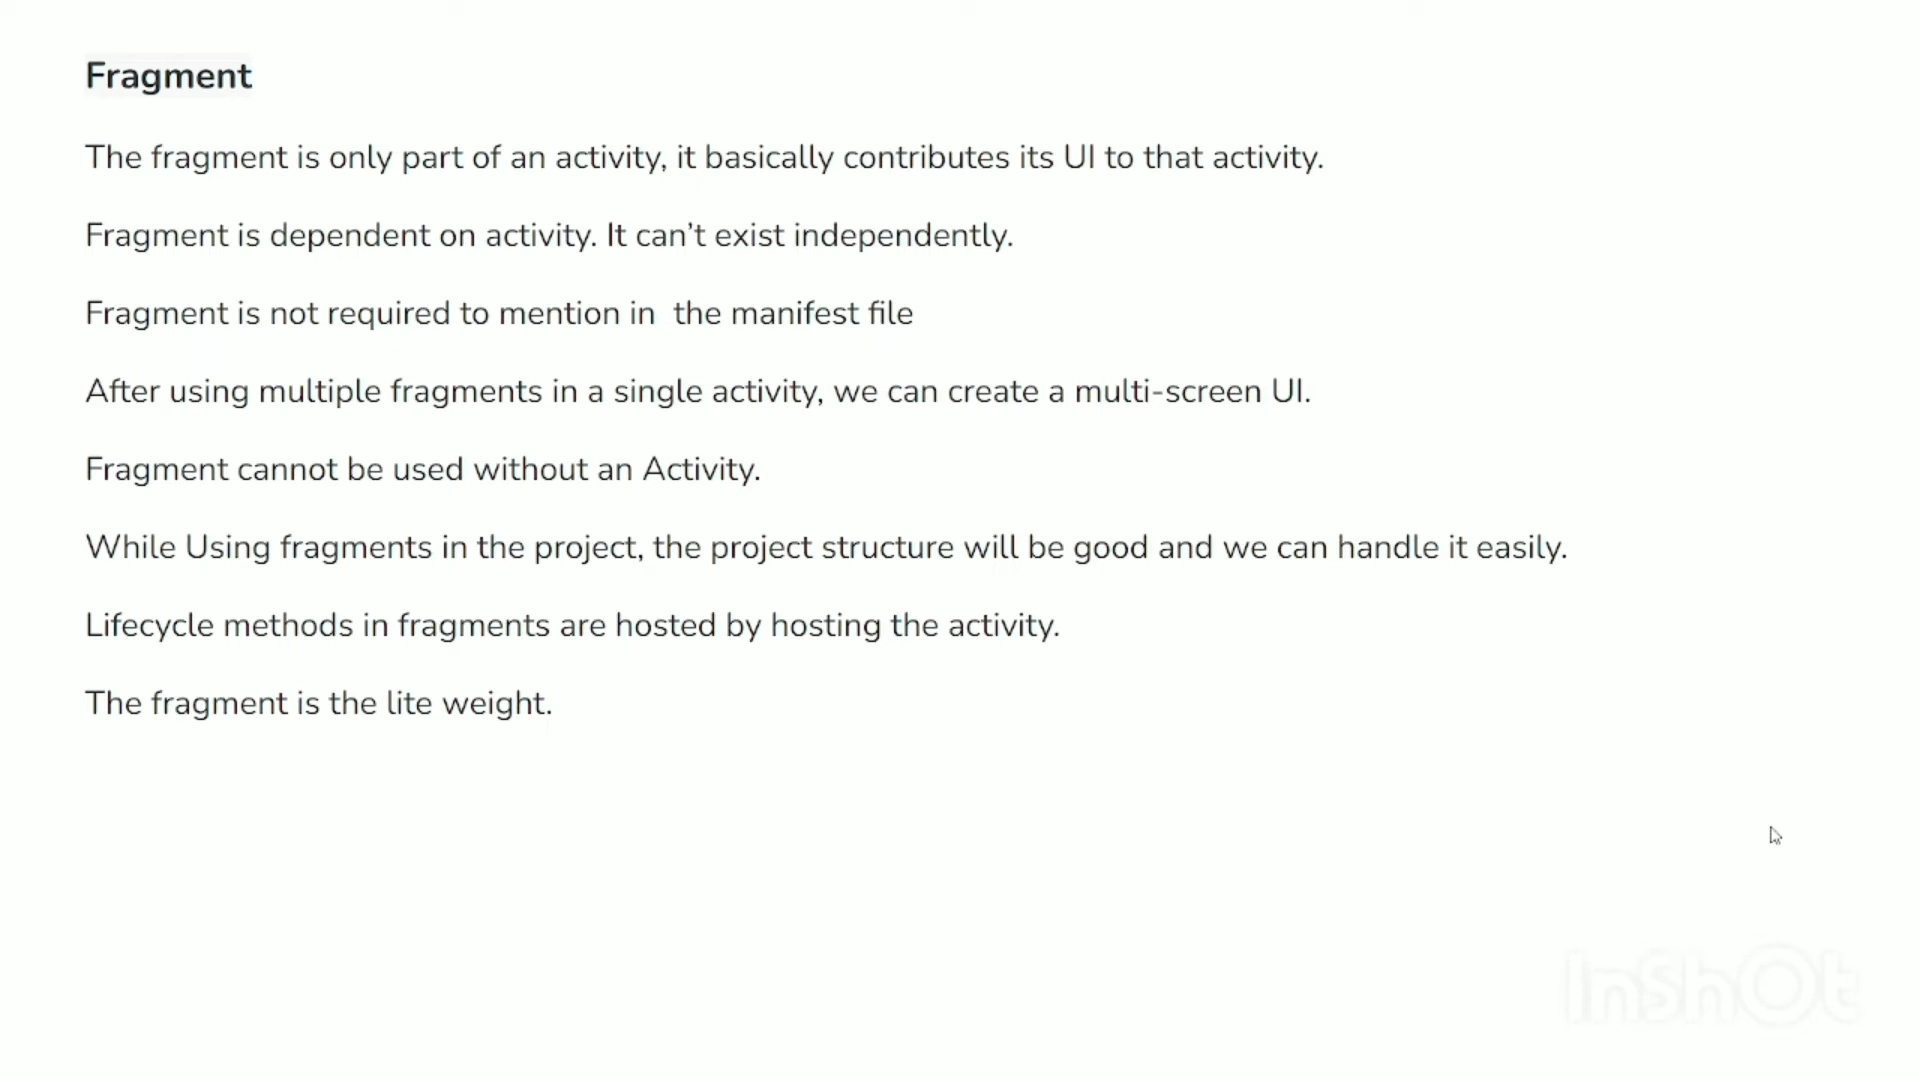 Fragment
The fragment is only part of an activity, it basically contributes its UI to that activity.
Fragment is dependent on activity. It can’t exist independently.
Fragment is not required to mention in  the manifest file
After using multiple fragments in a single activity, we can create a multi-screen UI.
Fragment cannot be used without an Activity.
While Using fragments in the project, the project structure will be good and we can handle it easily.
Lifecycle methods in fragments are hosted by hosting the activity.
The fragment is the lite weight.
InShOt